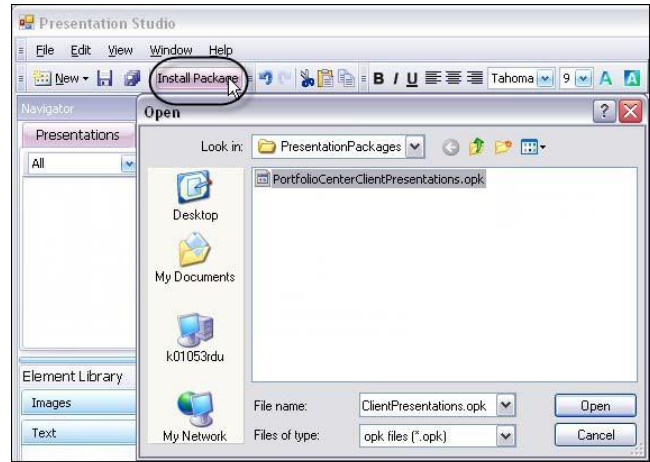 Presentation Studio
File Edit View Window Help
New Install Package B I U Tahoma 9 A A
Navigator
Open
Presentations
Look in: PresentationPackages
All
PortfolioCenterClientPresentations.opk
Desktop
My Documents
k01053rdu
Element Library
Images
File name: ClientPresentations.opk Open
Text
My Network
Files of type: opk files (*.opk) Cancel